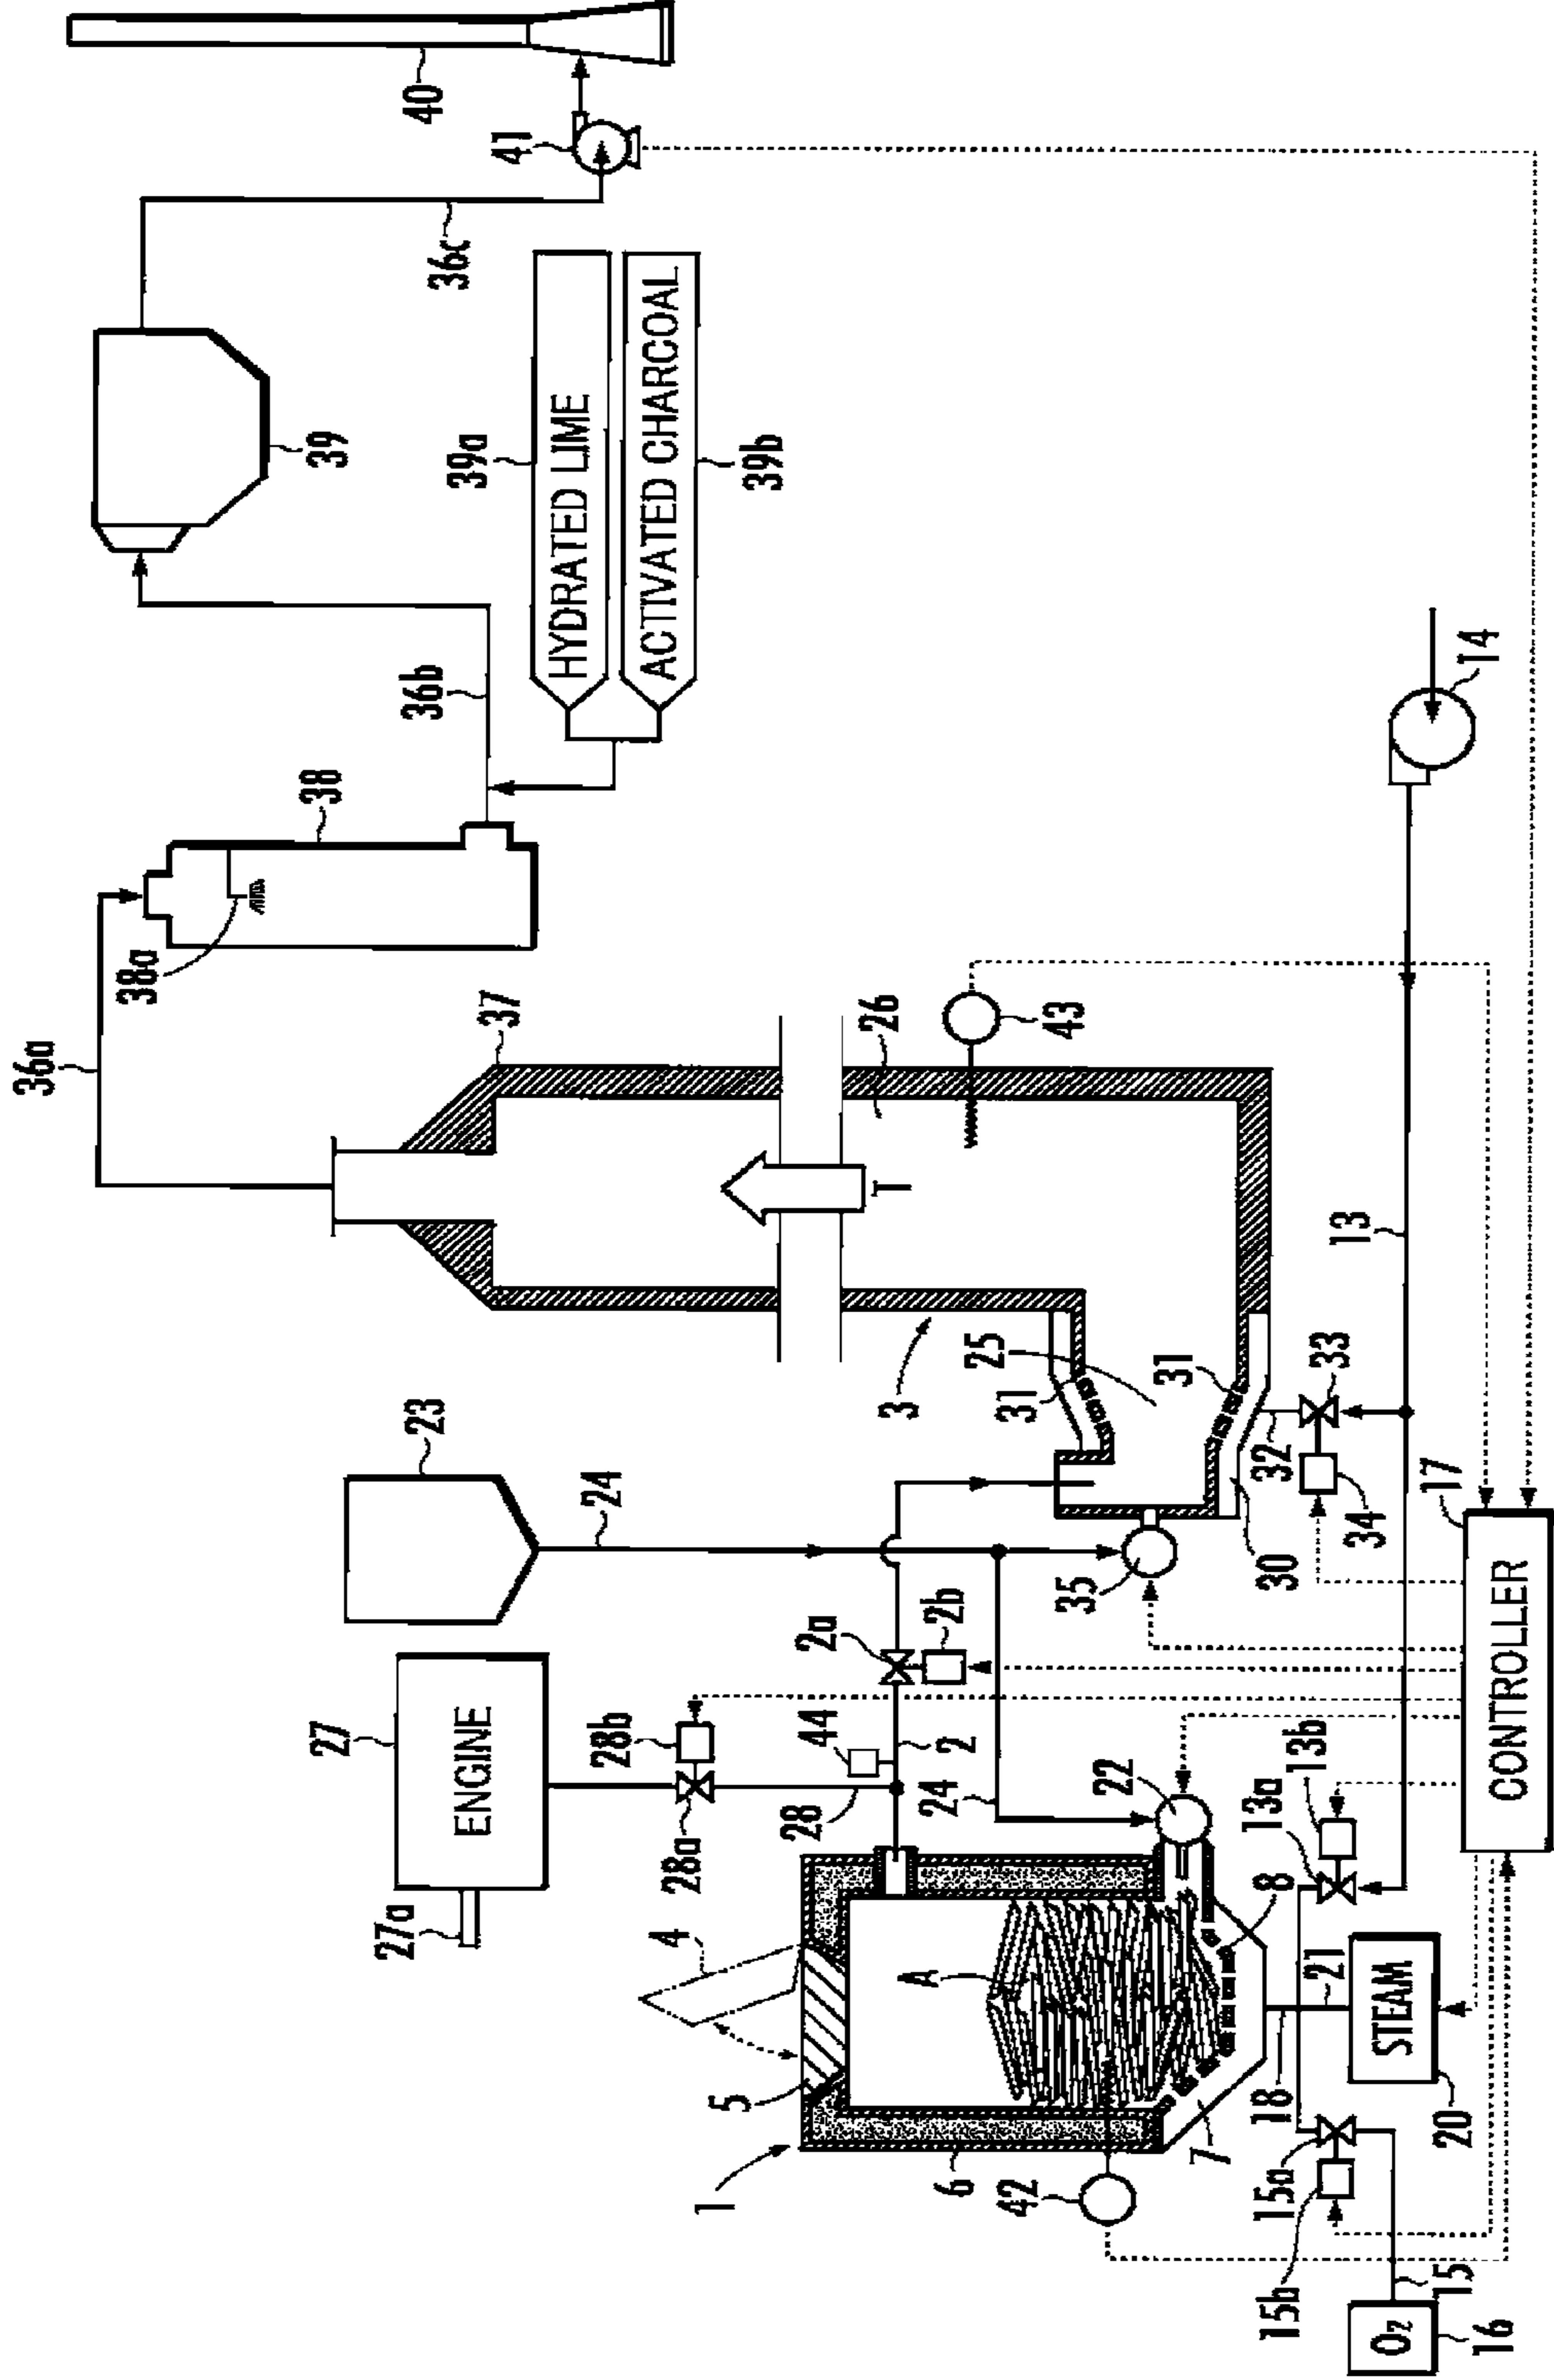 40
41
36c
39
HYDRATED LIME
39a
ACTIVATED CHARCOAL
39b
36b
38
38a
36a
37
26
43
T
14
13
3
25
31
31
33
32
34
30
35
23
24
27
ENGINE
27a
28b
28a
28
44
2
2a
2b
24
22
4
5
A
1
6
42
7
8
13a
13b
17
CONTROLLER
21
18
STEAM
20
15a
15b
15
O2
16